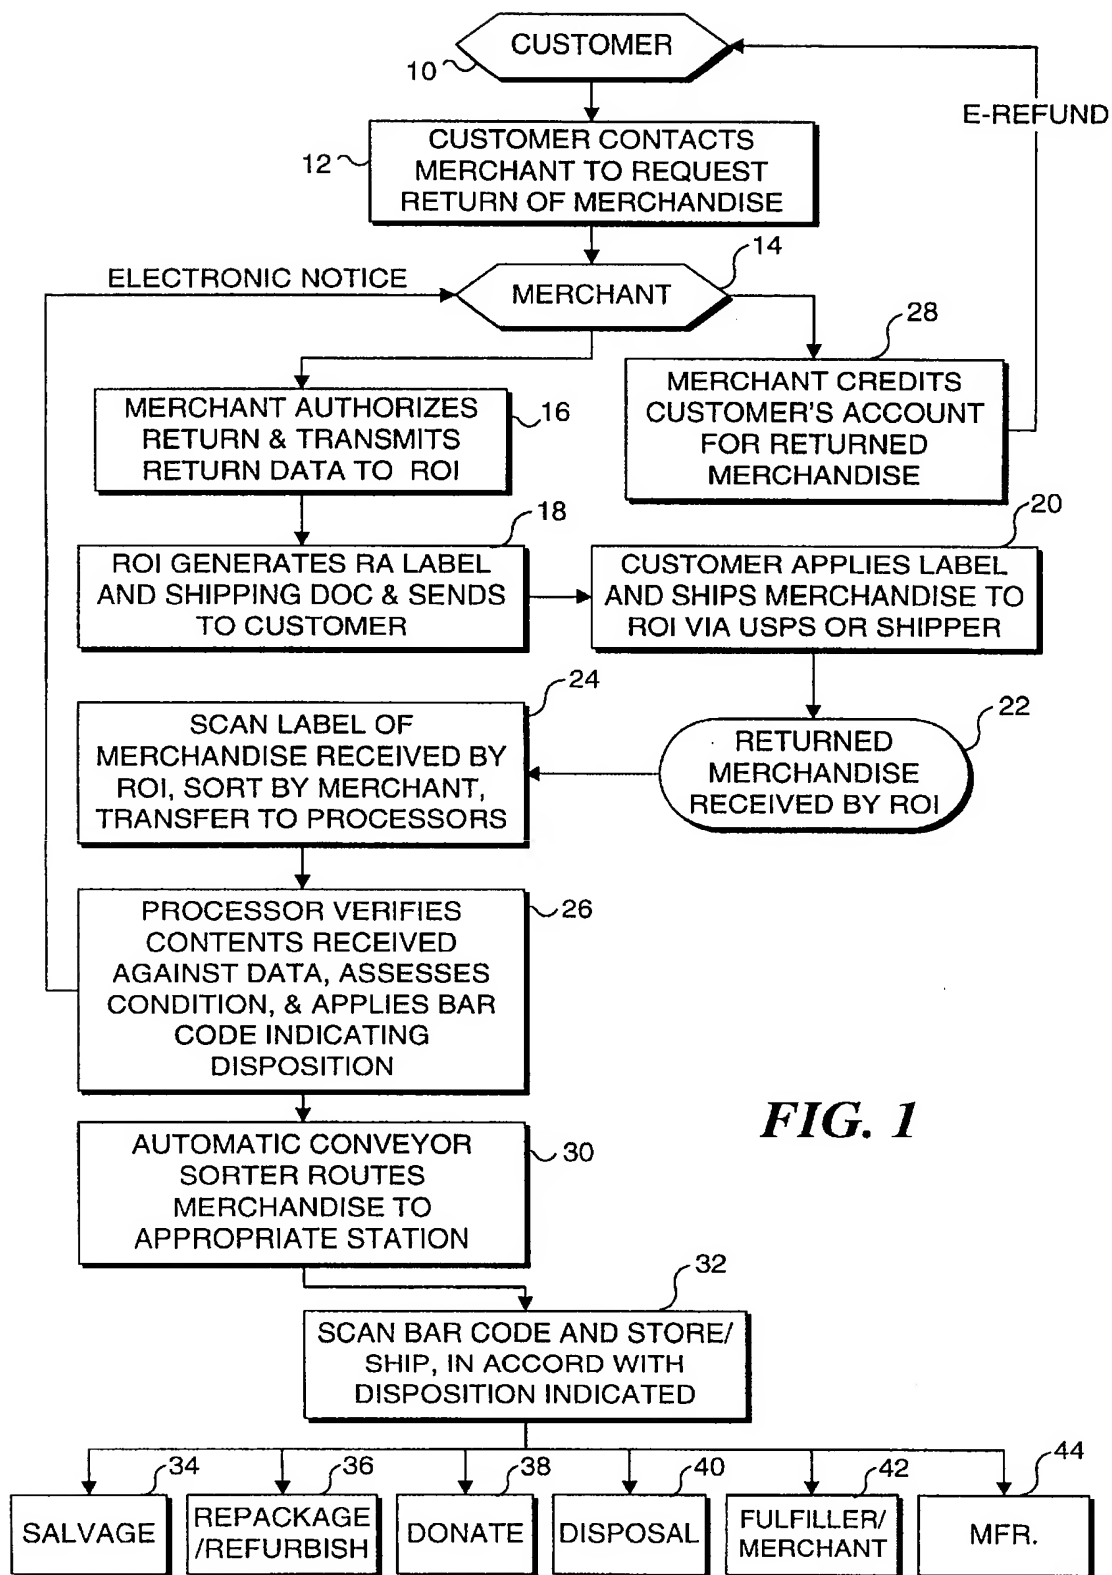 CUSTOMER
10
E-REFUND
CUSTOMER CONTACTS
MERCHANT TO REQUEST
RETURN OF MERCHANDISE
12
14
ELECTRONIC NOTICE
MERCHANT
28
MERCHANT CREDITS
CUSTOMER'S ACCOUNT
FOR RETURNED
MERCHANDISE
MERCHANT AUTHORIZES
RETURN & TRANSMITS
RETURN DATA TO ROI
16
18
ROI GENERATES RA LABEL
AND SHIPPING DOC & SENDS
TO CUSTOMER
20
CUSTOMER APPLIES LABEL
AND SHIPS MERCHANDISE TO
ROI VIA USPS OR SHIPPER
24
SCAN LABEL OF
MERCHANDISE RECEIVED BY
ROI, SORT BY MERCHANT,
TRANSFER TO PROCESSORS
22
RETURNED
MERCHANDISE
RECEIVED BY ROI
PROCESSOR VERIFIES
CONTENTS RECEIVED
AGAINST DATA, ASSESSES
CONDITION, & APPLIES BAR
CODE INDICATING
DISPOSITION
26
FIG. 1
AUTOMATIC CONVEYOR
SORTER ROUTES
MERCHANDISE TO
APPROPRIATE STATION
30
32
SCAN BAR CODE AND STORE/
SHIP, IN ACCORD WITH
DISPOSITION INDICATED
34
SALVAGE
36
REPACKAGE
/REFURBISH
38
DONATE
40
DISPOSAL
42
FULFILLER/
MERCHANT
44
MFR.